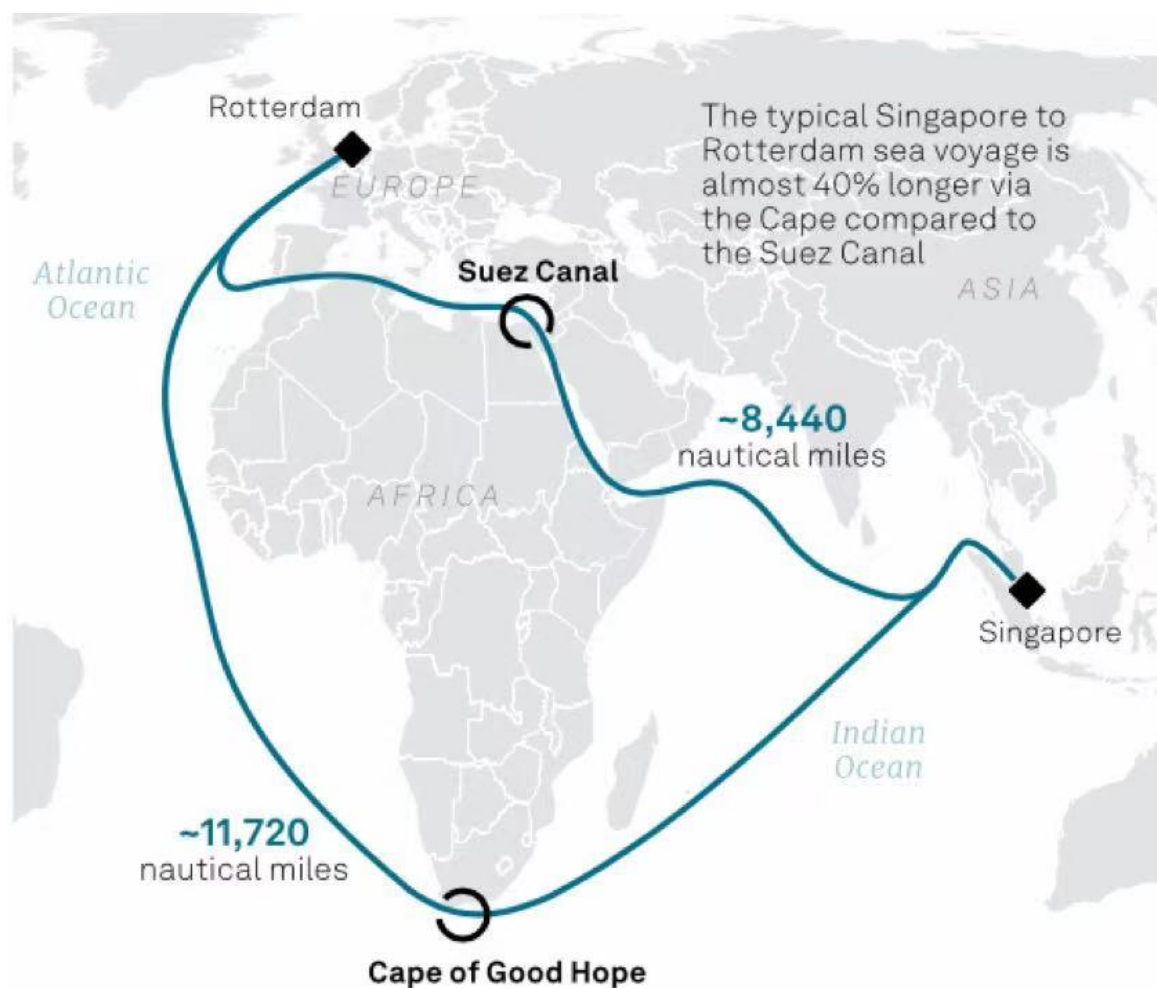 Rotterdam
The typical Singapore to
Rotterdam sea voyage is
almost 40% longer via
the Cape compared to
the Suez Canal
EUROPE
Atlantic
Ocean
Suez Canal
ASIA
~8,440
nautical miles
AFRICA
Singapore
Indian
Ocean
~11,720
nautical miles
Cape of Good Hope